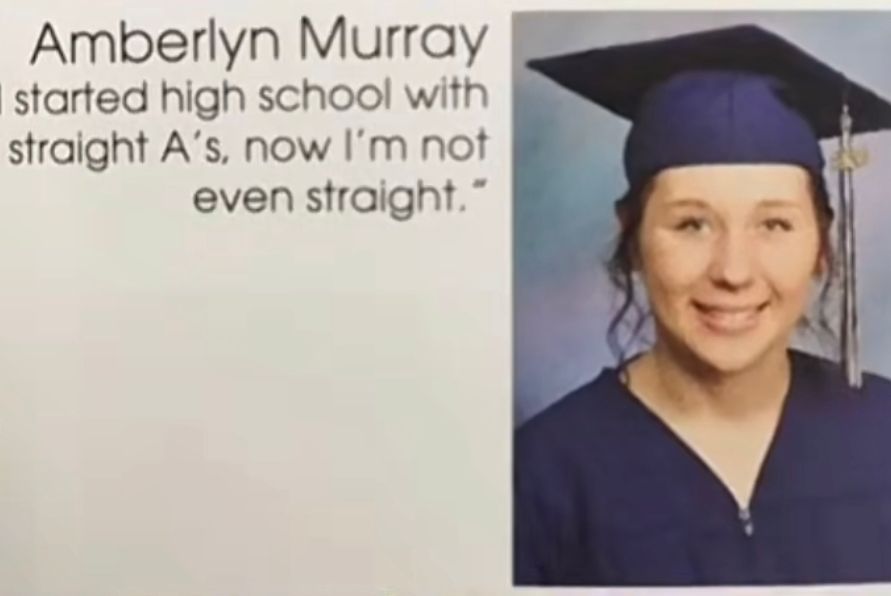 Amberlyn Murray
I started high school with
straight A's, now I'm not
even straight."